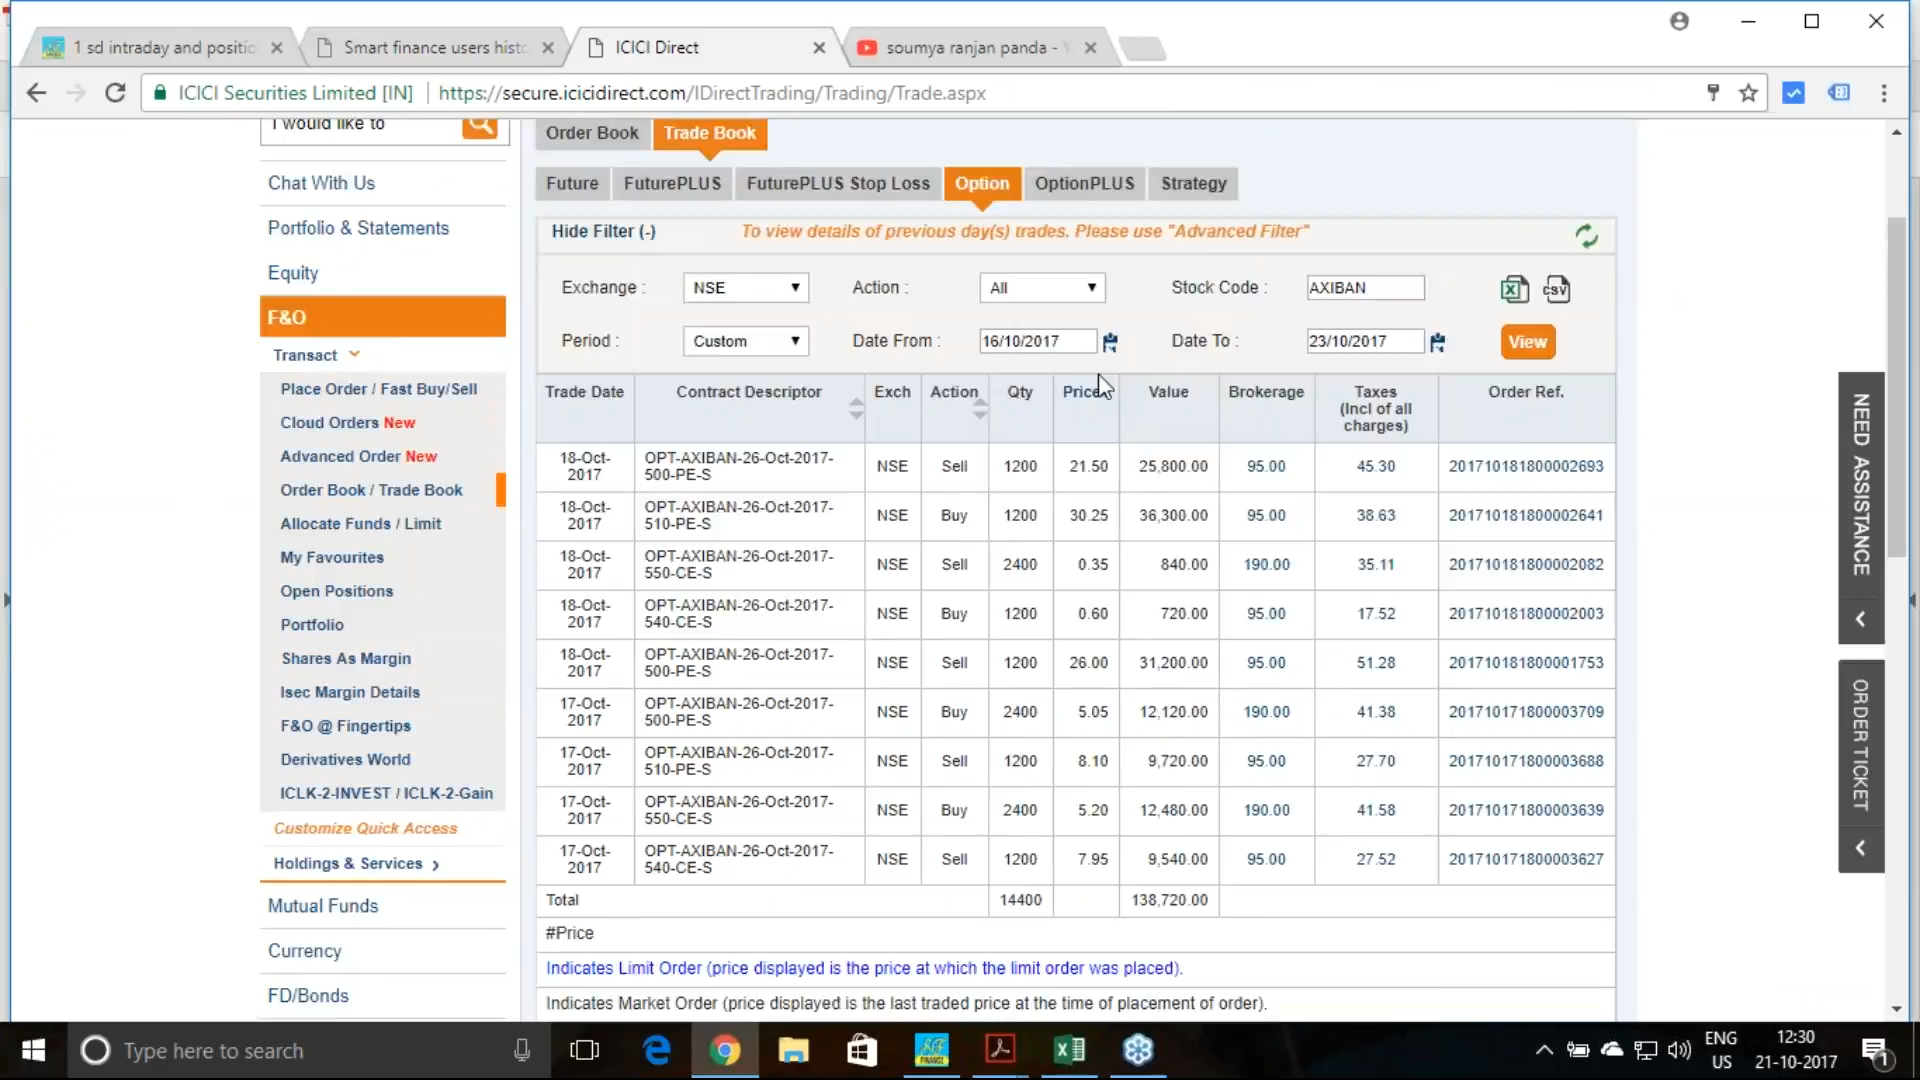 1 sd intraday and positio
Smart finance users histo
ICICI Direct
soumya ranjan panda - Y
ICICI Securities Limited [IN]
https://secure.icicidirect.com/IDirectTrading/Trading/Trade.aspx
I would like to
Chat With Us
Portfolio & Statements
Equity
F&O
Transact
Place Order / Fast Buy/Sell
Cloud Orders New
Advanced Order New
Order Book / Trade Book
Allocate Funds / Limit
My Favourites
Open Positions
Portfolio
Shares As Margin
Isec Margin Details
F&O @ Fingertips
Derivatives World
ICLK-2-INVEST / ICLK-2-Gain
Customize Quick Access
Holdings & Services
Mutual Funds
Currency
FD/Bonds
Order Book Trade Book
Future FuturePLUS FuturePLUS Stop Loss Option OptionPLUS Strategy
Hide Filter (-) To view details of previous day(s) trades. Please use "Advanced Filter"
Exchange : NSE Action : All Stock Code : AXIBAN
CSV
Period : Custom Date From : 16/10/2017 Date To : 23/10/2017 View
Trade Date Contract Descriptor Exch Action Qty Price Value Brokerage Taxes (Incl of all charges) Order Ref.
18-Oct-2017 OPT-AXIBAN-26-Oct-2017-500-PE-S NSE Sell 1200 21.50 25,800.00 95.00 45.30 201710181800002693
18-Oct-2017 OPT-AXIBAN-26-Oct-2017-510-PE-S NSE Buy 1200 30.25 36,300.00 95.00 38.63 201710181800002641
18-Oct-2017 OPT-AXIBAN-26-Oct-2017-550-CE-S NSE Sell 2400 0.35 840.00 190.00 35.11 201710181800002082
18-Oct-2017 OPT-AXIBAN-26-Oct-2017-540-CE-S NSE Buy 1200 0.60 720.00 95.00 17.52 201710181800002003
18-Oct-2017 OPT-AXIBAN-26-Oct-2017-500-PE-S NSE Sell 1200 26.00 31,200.00 95.00 51.28 201710181800001753
17-Oct-2017 OPT-AXIBAN-26-Oct-2017-500-PE-S NSE Buy 2400 5.05 12,120.00 190.00 41.38 201710171800003709
17-Oct-2017 OPT-AXIBAN-26-Oct-2017-510-PE-S NSE Sell 1200 8.10 9,720.00 95.00 27.70 201710171800003688
17-Oct-2017 OPT-AXIBAN-26-Oct-2017-550-CE-S NSE Buy 2400 5.20 12,480.00 190.00 41.58 201710171800003639
17-Oct-2017 OPT-AXIBAN-26-Oct-2017-540-CE-S NSE Sell 1200 7.95 9,540.00 95.00 27.52 201710171800003627
Total 14400 138,720.00
#Price
Indicates Limit Order (price displayed is the price at which the limit order was placed).
Indicates Market Order (price displayed is the last traded price at the time of placement of order).
NEED ASSISTANCE
ORDER TICKET
Type here to search
FINANCE
ENG
US
12:30
21-10-2017
1